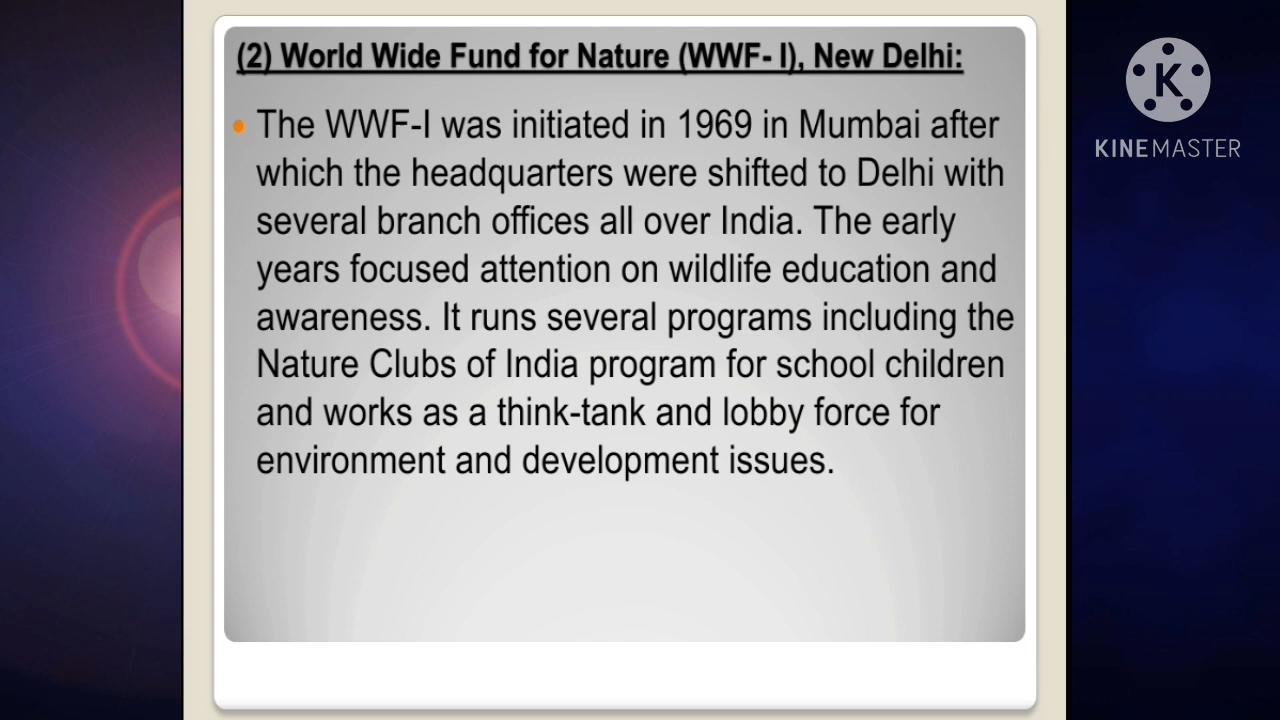 (2) World Wide Fund for Nature (WWF- I), New Delhi:
The WWF-I was initiated in 1969 in Mumbai after
which the headquarters were shifted to Delhi with
several branch offices all over India. The early
years focused attention on wildlife education and
awareness. It runs several programs including the
Nature Clubs of India program for school children
and works as a think-tank and lobby force for
environment and development issues.
K
KINEMASTER